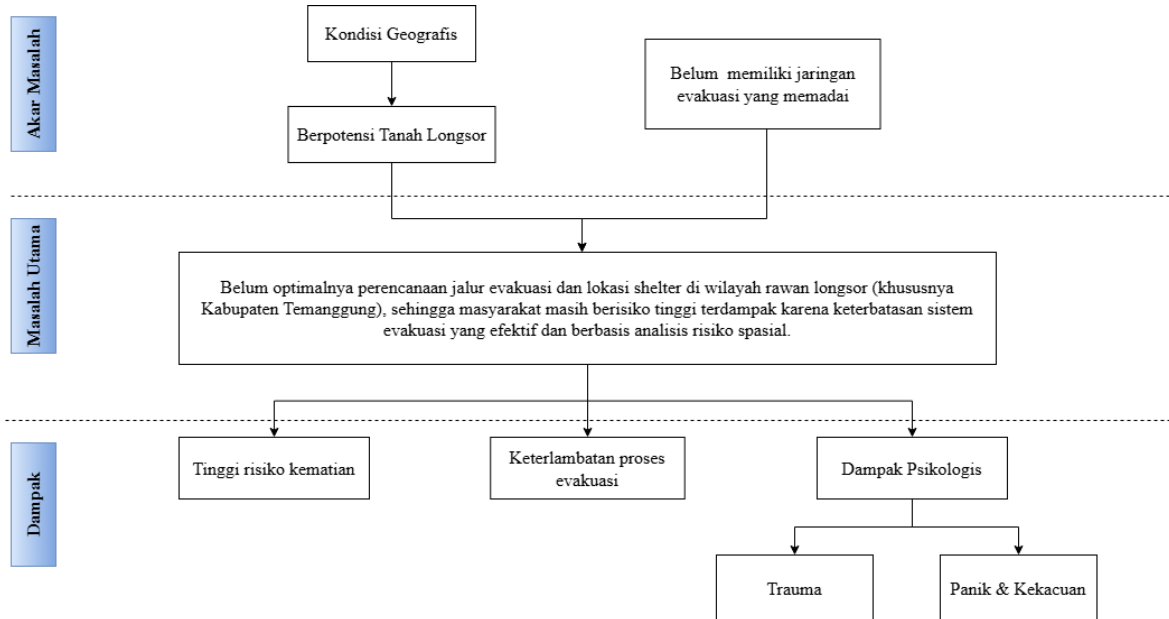 Akar Masalah
Kondisi Geografis
Belum memiliki jaringan
evakuasi yang memadai
Berpotensi Tanah Longsor
Masalah Utama
Belum optimalnya perencanaan jalur evakuasi dan lokasi shelter di wilayah rawan longsor (khususnya
Kabupaten Temanggung), sehingga masyarakat masih berisiko tinggi terdampak karena keterbatasan sistem
evakuasi yang efektif dan berbasis analisis risiko spasial.
Dampak
Tinggi risiko kematian
Keterlambatan proses
evakuasi
Dampak Psikologis
Trauma
Panik & Kekacuan